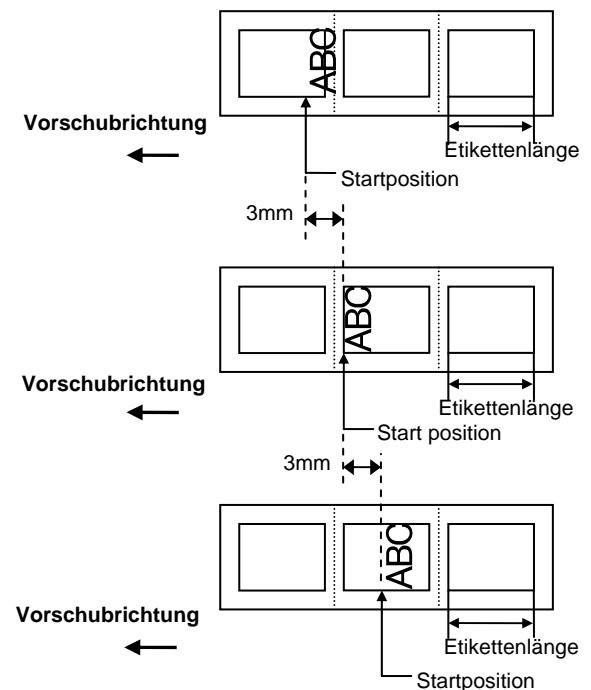 ABC
Vorschubrichtung
Etikettenlänge
Startposition
3mm
ABC
Vorschubrichtung
Etikettenlänge
Start position
3mm
ABC
Vorschubrichtung
Etikettenlänge
Startposition